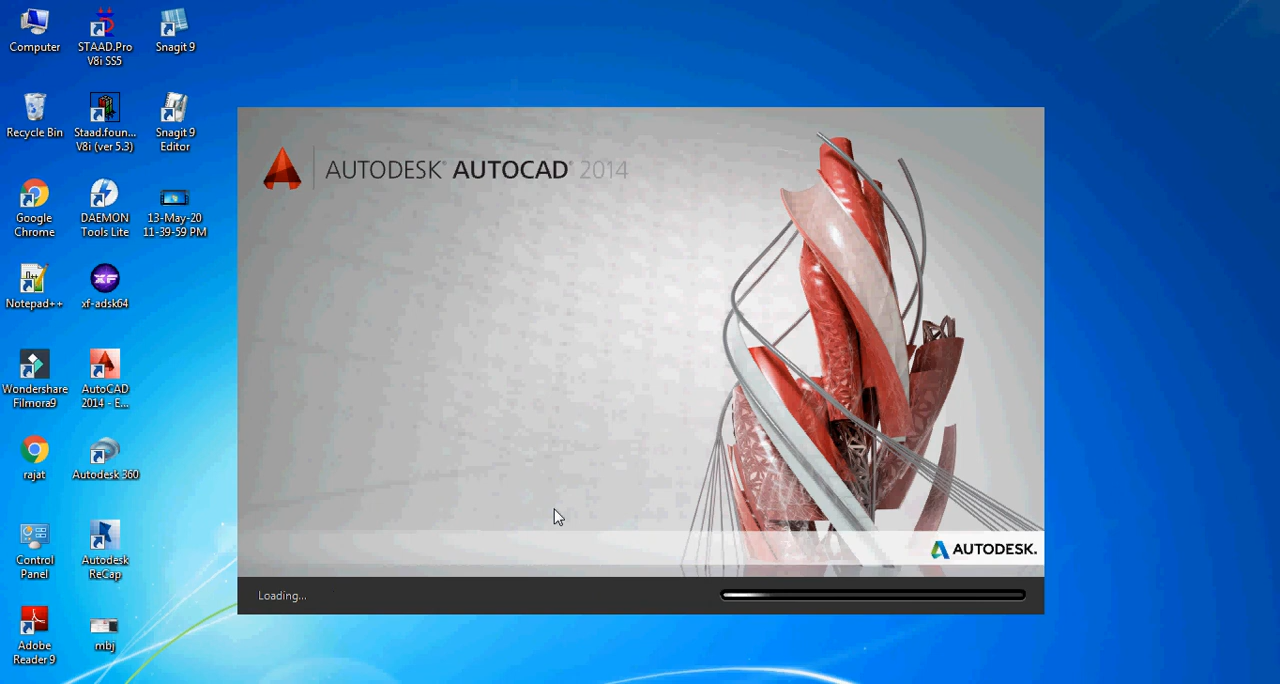 Computer
STAAD.Pro
V8i SS5
Snagit 9
Recycle Bin
Staad.foun...
V8i (ver 5.3)
Snagit 9
Editor
Google
Chrome
DAEMON
Tools Lite
13-May-20
11-39-59 PM
Notepad++
XF
xf-adsk64
Wondershare
Filmora9
AutoCAD
2014 - E...
rajat
Autodesk 360
Control
Panel
Autodesk
ReCap
Adobe
Reader 9
mbj
AUTODESK® AUTOCAD® 2014
AUTODESK.
Loading...